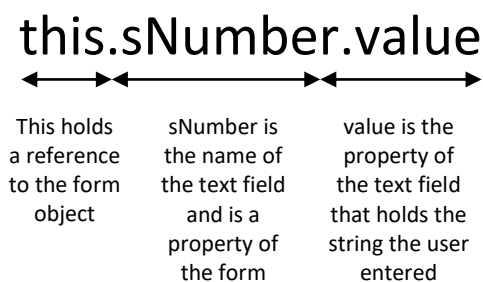 this.sNumber.value
This holds
a reference
to the form
object
sNumber is
the name of
the text field
and is a
property of
the form
value is the
property of
the text field
that holds the
string the user
entered